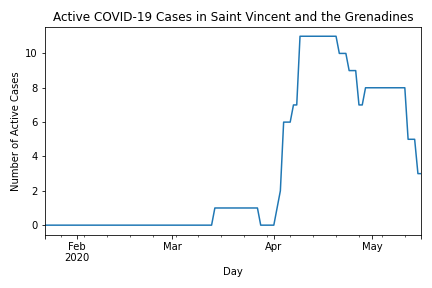 Active COVID-19 Cases in Saint Vincent and the Grenadines
Number of Active Cases
10
8
6
4
2
0
Feb
2020
Mar
Apr
May
Day